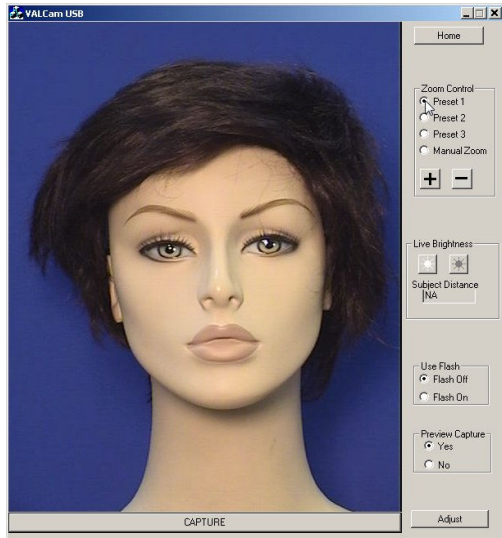 VALCam USB
Home
Zoom Control
Preset 1
Preset 2
Preset 3
Manual Zoom
Live Brightness
Subject Distance
NA
Use Flash
Flash Off
Flash On
Preview Capture
Yes
No
CAPTURE
Adjust